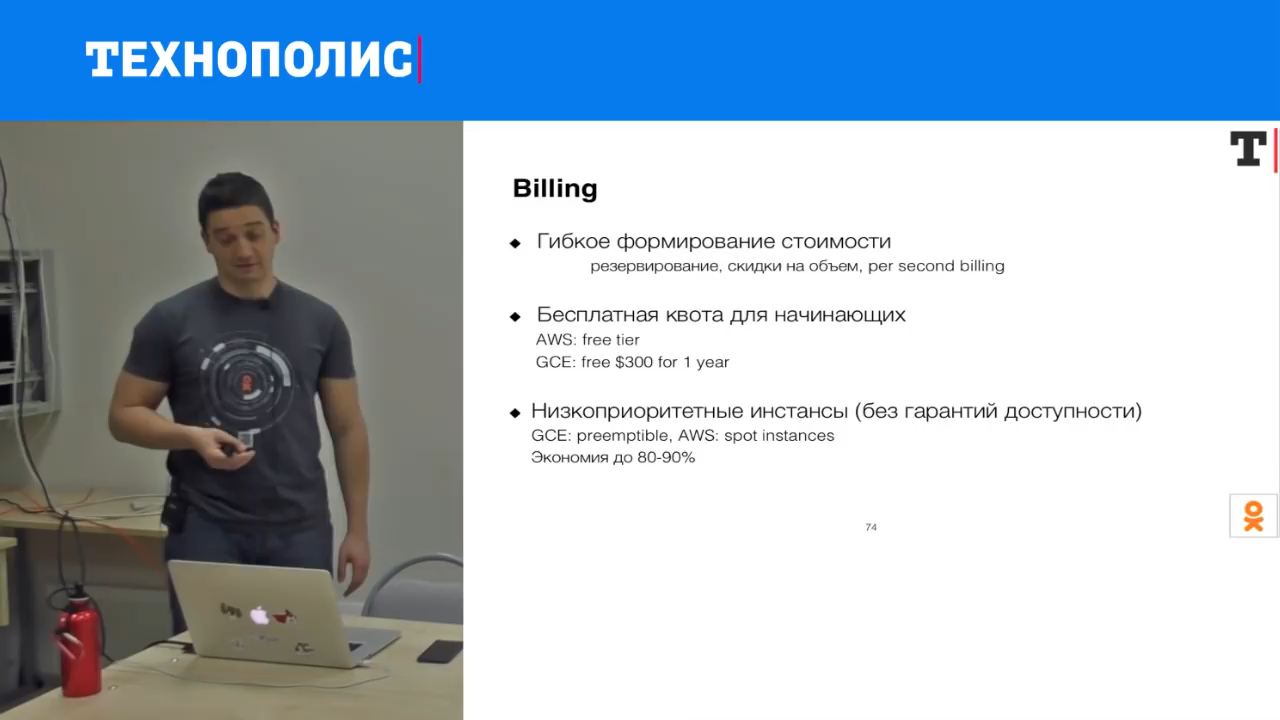 ТЕХНОПОЛИС
T
Billing
Гибкое формирование стоимости
резервирование, скидки на объем, per second billing
Бесплатная квота для начинающих
AWS: free tier
GCE: free $300 for 1 year
Низкоприоритетные инстансы (без гарантий доступности)
GCE: preemptible, AWS: spot instances
Экономия до 80-90%
74